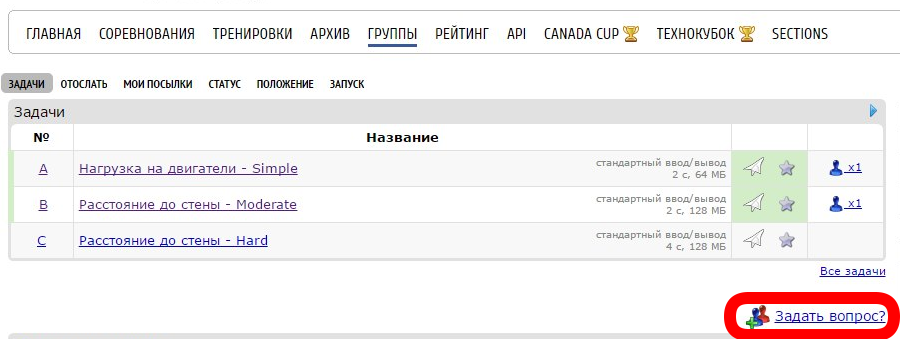 ГЛАВНАЯ СОРЕВНОВАНИЯ ТРЕНИРОВКИ АРХИВ ГРУППЫ РЕЙТИНГ API CANADA CUP ТЕХНОКУБОК SECTIONS
ЗАДАЧИ ОТОСЛАТЬ МОИ ПОСЫЛКИ СТАТУС ПОЛОЖЕНИЕ ЗАПУСК
Задачи
№ Название
A Нагрузка на двигатели - Simple стандартный ввод/вывод x1
2 с, 64 МБ
B Расстояние до стены - Moderate стандартный ввод/вывод x1
2 с, 128 МБ
C Расстояние до стены - Hard стандартный ввод/вывод
4 с, 128 МБ
Все задачи
Задать вопрос?